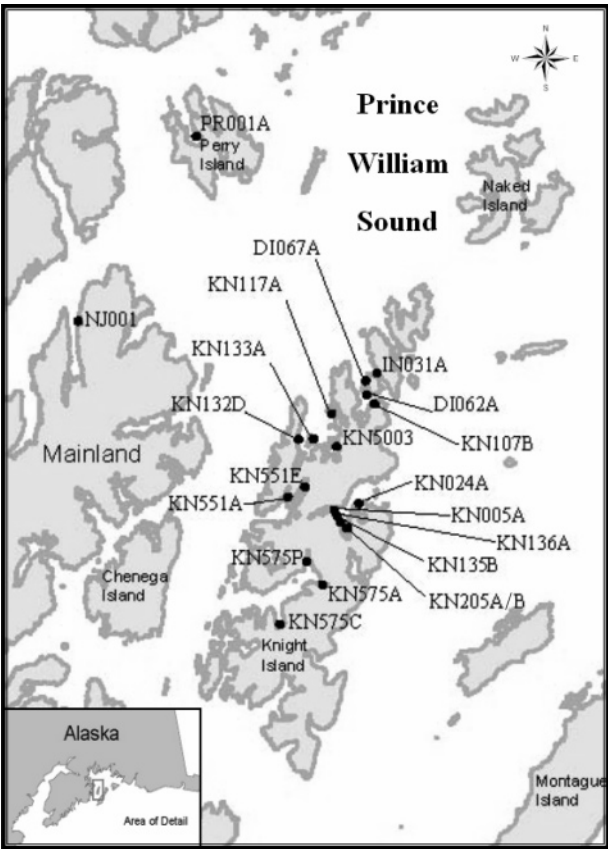 N
W
E
S
Prince
PR001A
Perry
Island
William
Naked
Island
Sound
DI067A
KN117A
NJ001
KN133A
IN031A
KN132D
DI062A
KN5003
KN107B
Mainland
KN551E
KN024A
KN551A
KN005A
KN136A
KN575P
KN135B
Chenega
Island
KN575A
KN205A/B
KN575C
Knight
Island
Alaska
Montague
Island
Area of Detail